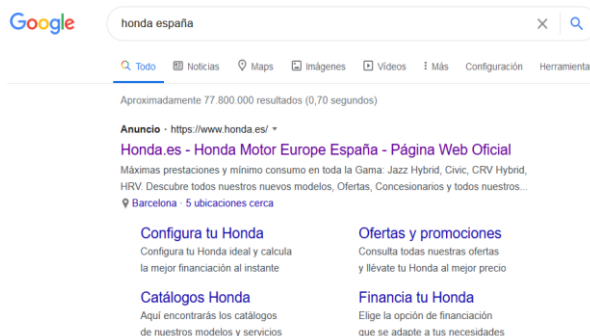 Google
honda españa
Todo Noticias Maps Imágenes Vídeos Más Configuración Herramienta
Aproximadamente 77.800.000 resultados (0,70 segundos)
Anuncio · https://www.honda.es/
Honda.es - Honda Motor Europe España - Página Web Oficial
Máximas prestaciones y mínimo consumo en toda la Gama: Jazz Hybrid, Civic, CRV Hybrid,
HRV. Descubre todos nuestros nuevos modelos, Ofertas, Concesionarios y todos nuestros...
Barcelona · 5 ubicaciones cerca
Configura tu Honda
Configura tu Honda ideal y calcula
la mejor financiación al instante
Ofertas y promociones
Consulta todas nuestras ofertas
y llévate tu Honda al mejor precio
Catálogos Honda
Aquí encontrarás los catálogos
de nuestros modelos y servicios
Financia tu Honda
Elige la opción de financiación
que se adapte a tus necesidades